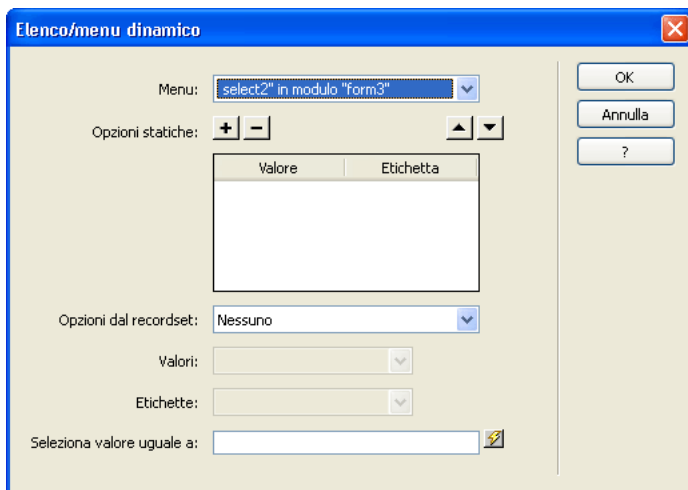 Elenco/menu dinamico
Menu: select2" in modulo "form3" OK
Opzioni statiche: + − Annulla
?
Valore Etichetta
Opzioni dal recordset: Nessuno
Valori:
Etichette:
Seleziona valore uguale a: